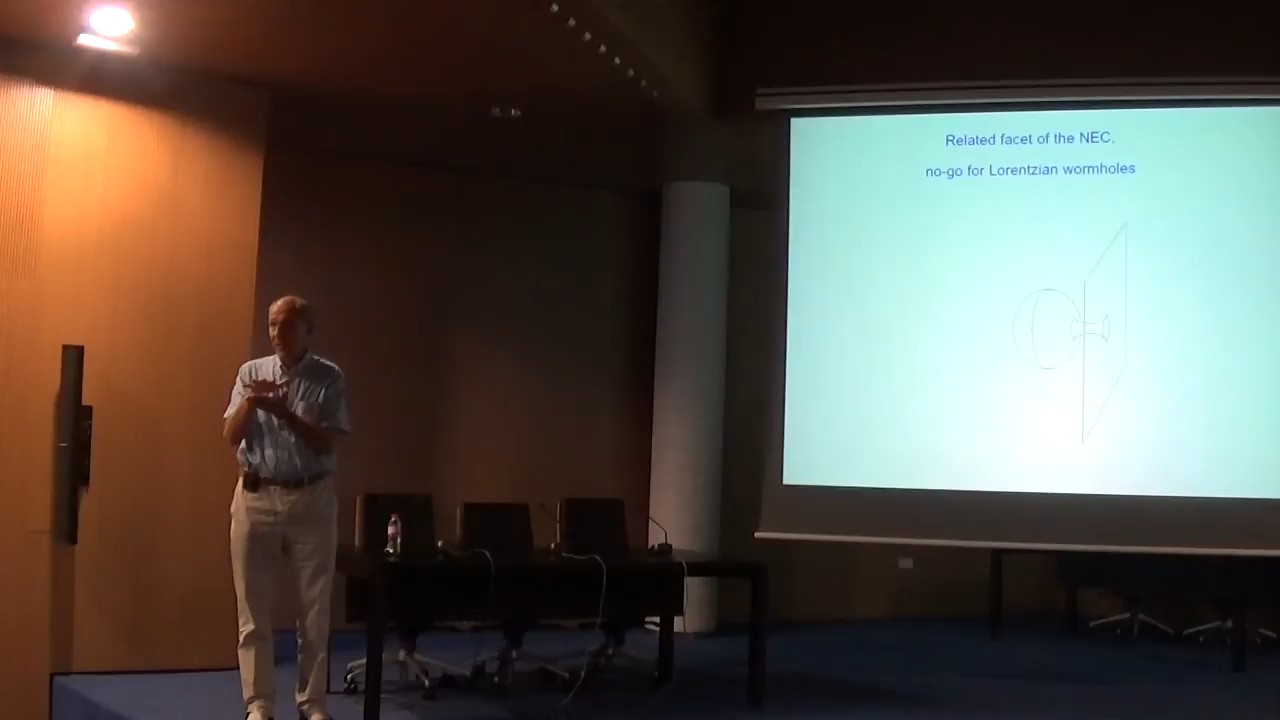 Related facet of the NEC,
no-go for Lorentzian wormholes